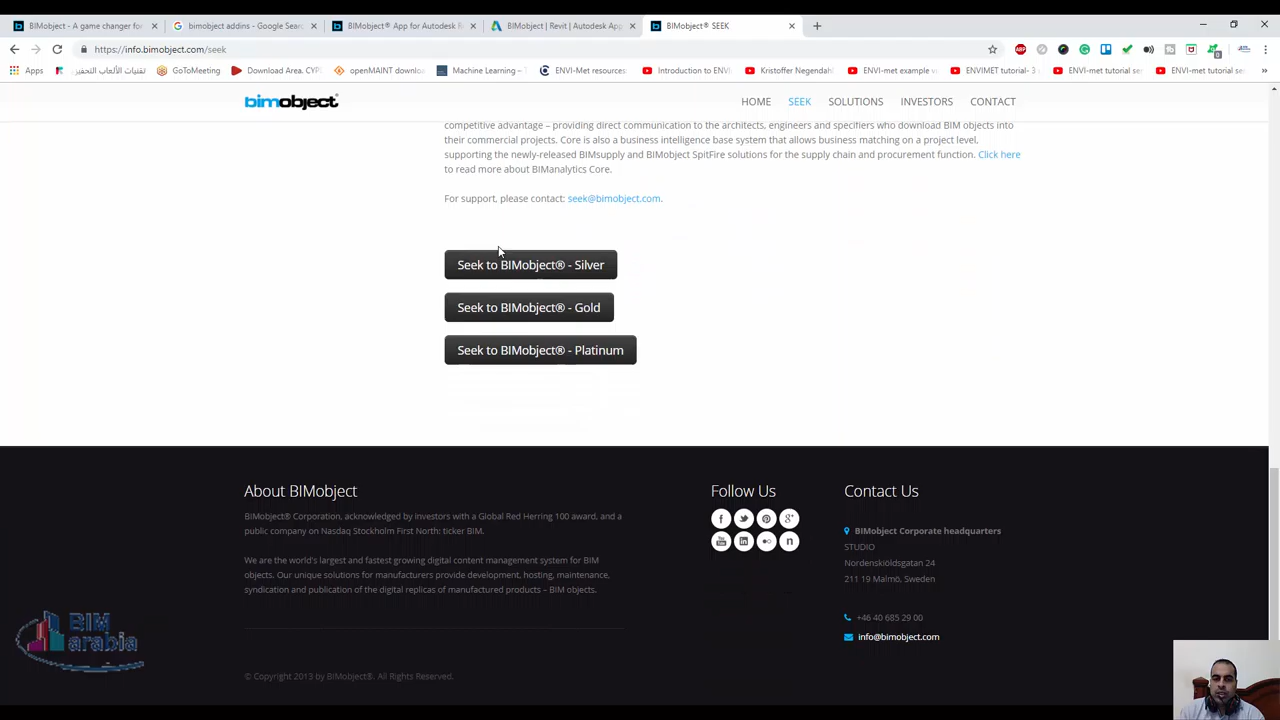 BIMobject - A game changer for
bimobject addins - Google Sear
BIMobject® App for Autodesk R
BIMobject | Revit | Autodesk App
BIMobject® SEEK
https://info.bimobject.com/seek
Apps
تقنيات الألعاب التحفيز
GoToMeeting
Download Area. CYPE
openMAINT downloa
Machine Learning –
ENVI-Met resources
Introduction to ENVI
Kristoffer Negendahl
ENVI-met example v
ENVIMET tutorial- 3
ENVI-met tutorial se
ENVI-met tutorial se
bimobject
HOME SEEK SOLUTIONS INVESTORS CONTACT
competitive advantage – providing direct communication to the architects, engineers and specifiers who download BIM objects into
their commercial projects. Core is also a business intelligence base system that allows business matching on a project level,
supporting the newly-released BIMsupply and BIMobject SpitFire solutions for the supply chain and procurement function. Click here
to read more about BIManalytics Core.
For support, please contact: seek@bimobject.com.
Seek to BIMobject® - Silver
Seek to BIMobject® - Gold
Seek to BIMobject® - Platinum
About BIMobject
BIMobject® Corporation, acknowledged by investors with a Global Red Herring 100 award, and a
public company on Nasdaq Stockholm First North: ticker BIM.
We are the world's largest and fastest growing digital content management system for BIM
objects. Our unique solutions for manufacturers provide development, hosting, maintenance,
syndication and publication of the digital replicas of manufactured products – BIM objects.
© Copyright 2013 by BIMobject®. All Rights Reserved.
Follow Us
Contact Us
BIMobject Corporate headquarters
STUDIO
Nordenskiöldsgatan 24
211 19 Malmö, Sweden
+46 40 685 29 00
info@bimobject.com
BIM
arabia